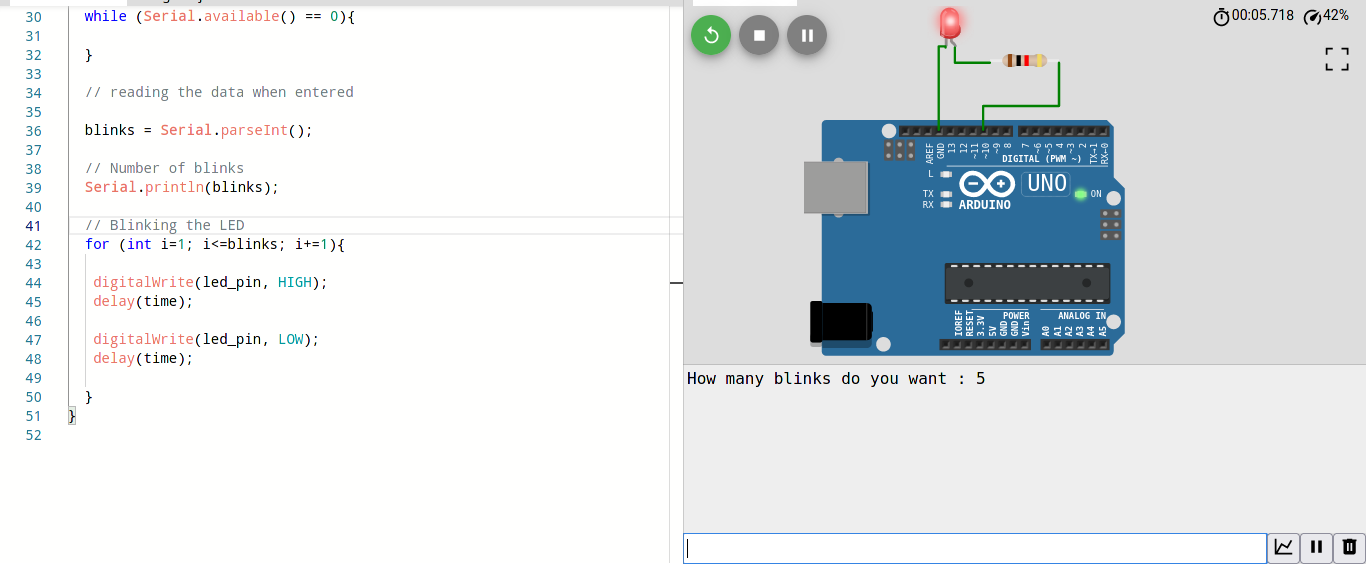 30 while (Serial.available() == 0){
31
32 }
33
34 // reading the data when entered
35
36 blinks = Serial.parseInt();
37
38 // Number of blinks
39 Serial.println(blinks);
40
41 // Blinking the LED
42 for (int i=1; i<=blinks; i+=1){
43
44 digitalWrite(led_pin, HIGH);
45 delay(time);
46
47 digitalWrite(led_pin, LOW);
48 delay(time);
49
50 }
51 }
52
00:05.718 42%
AREF GND 13 12 ~11 ~10 ~9 8 7 ~6 ~5 4 ~3 2 TX→1 RX←0
DIGITAL (PWM ~)
L
TX
RX
UNO
ARDUINO
ON
IOREF RESET 3.3V 5V GND GND Vin A0 A1 A2 A3 A4 A5
POWER ANALOG IN
How many blinks do you want : 5